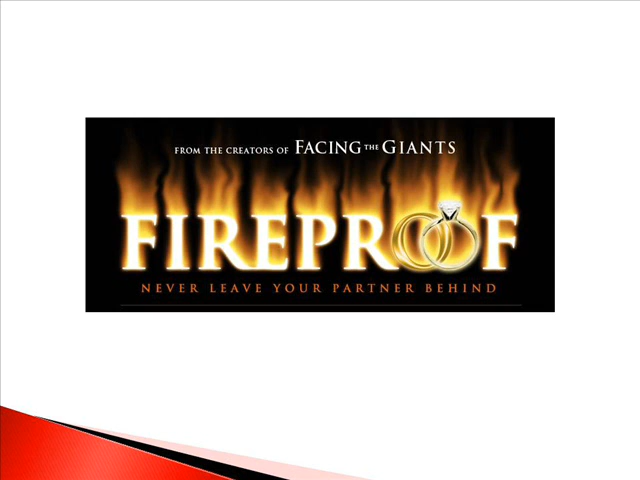 FROM THE CREATORS OF FACING THE GIANTS
FIREPROOF
NEVER LEAVE YOUR PARTNER BEHIND